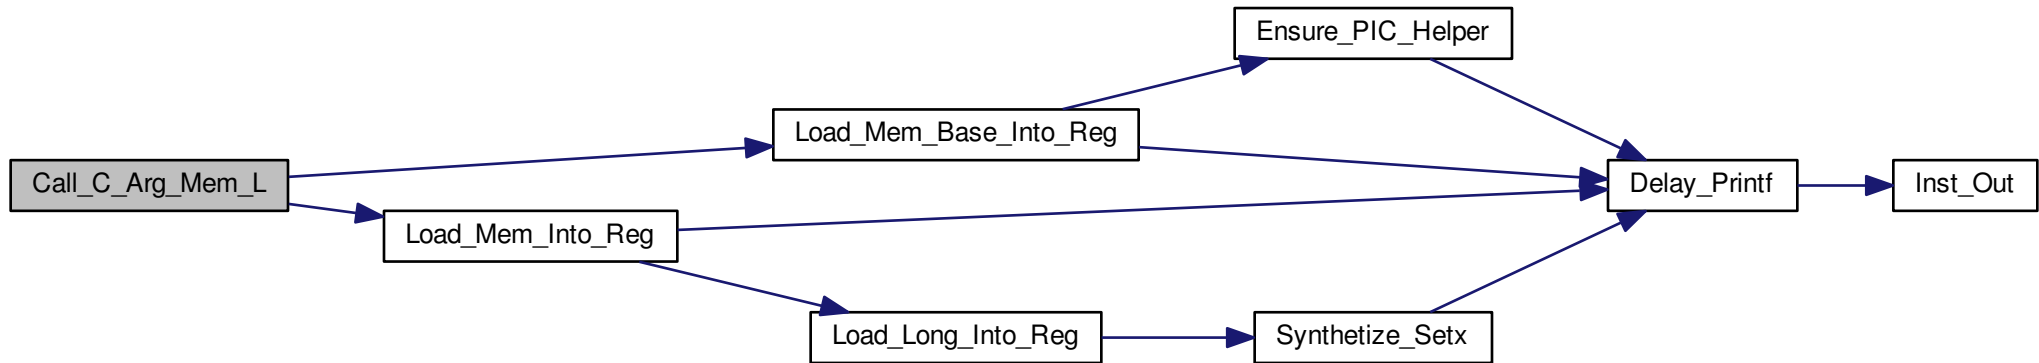 Ensure_PIC_Helper
Load_Mem_Base_Into_Reg
Call_C_Arg_Mem_L
Delay_Printf
Inst_Out
Load_Mem_Into_Reg
Load_Long_Into_Reg
Synthetize_Setx